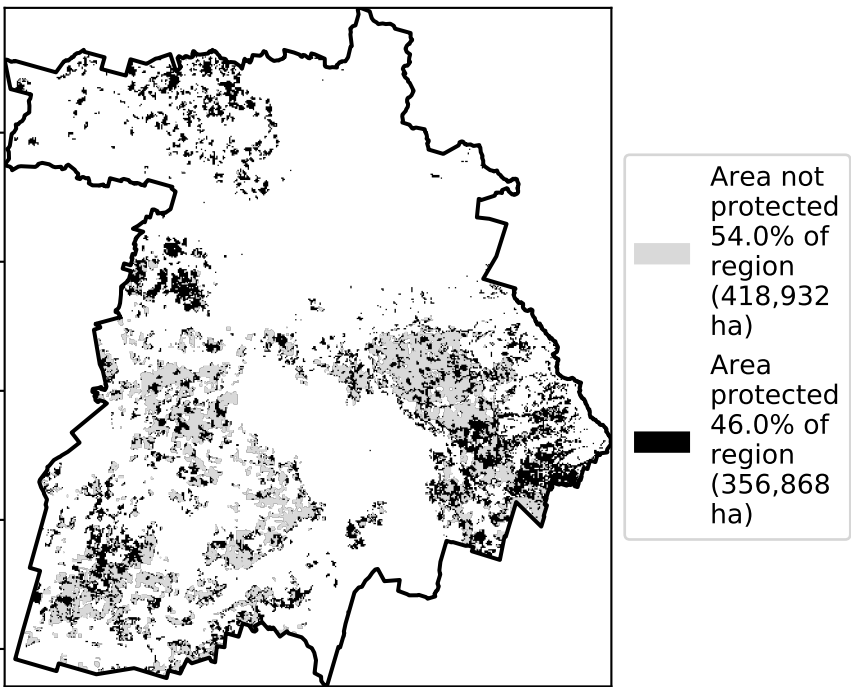 Area not
protected
54.0% of
region
(418,932
ha)
Area
protected
46.0% of
region
(356,868
ha)